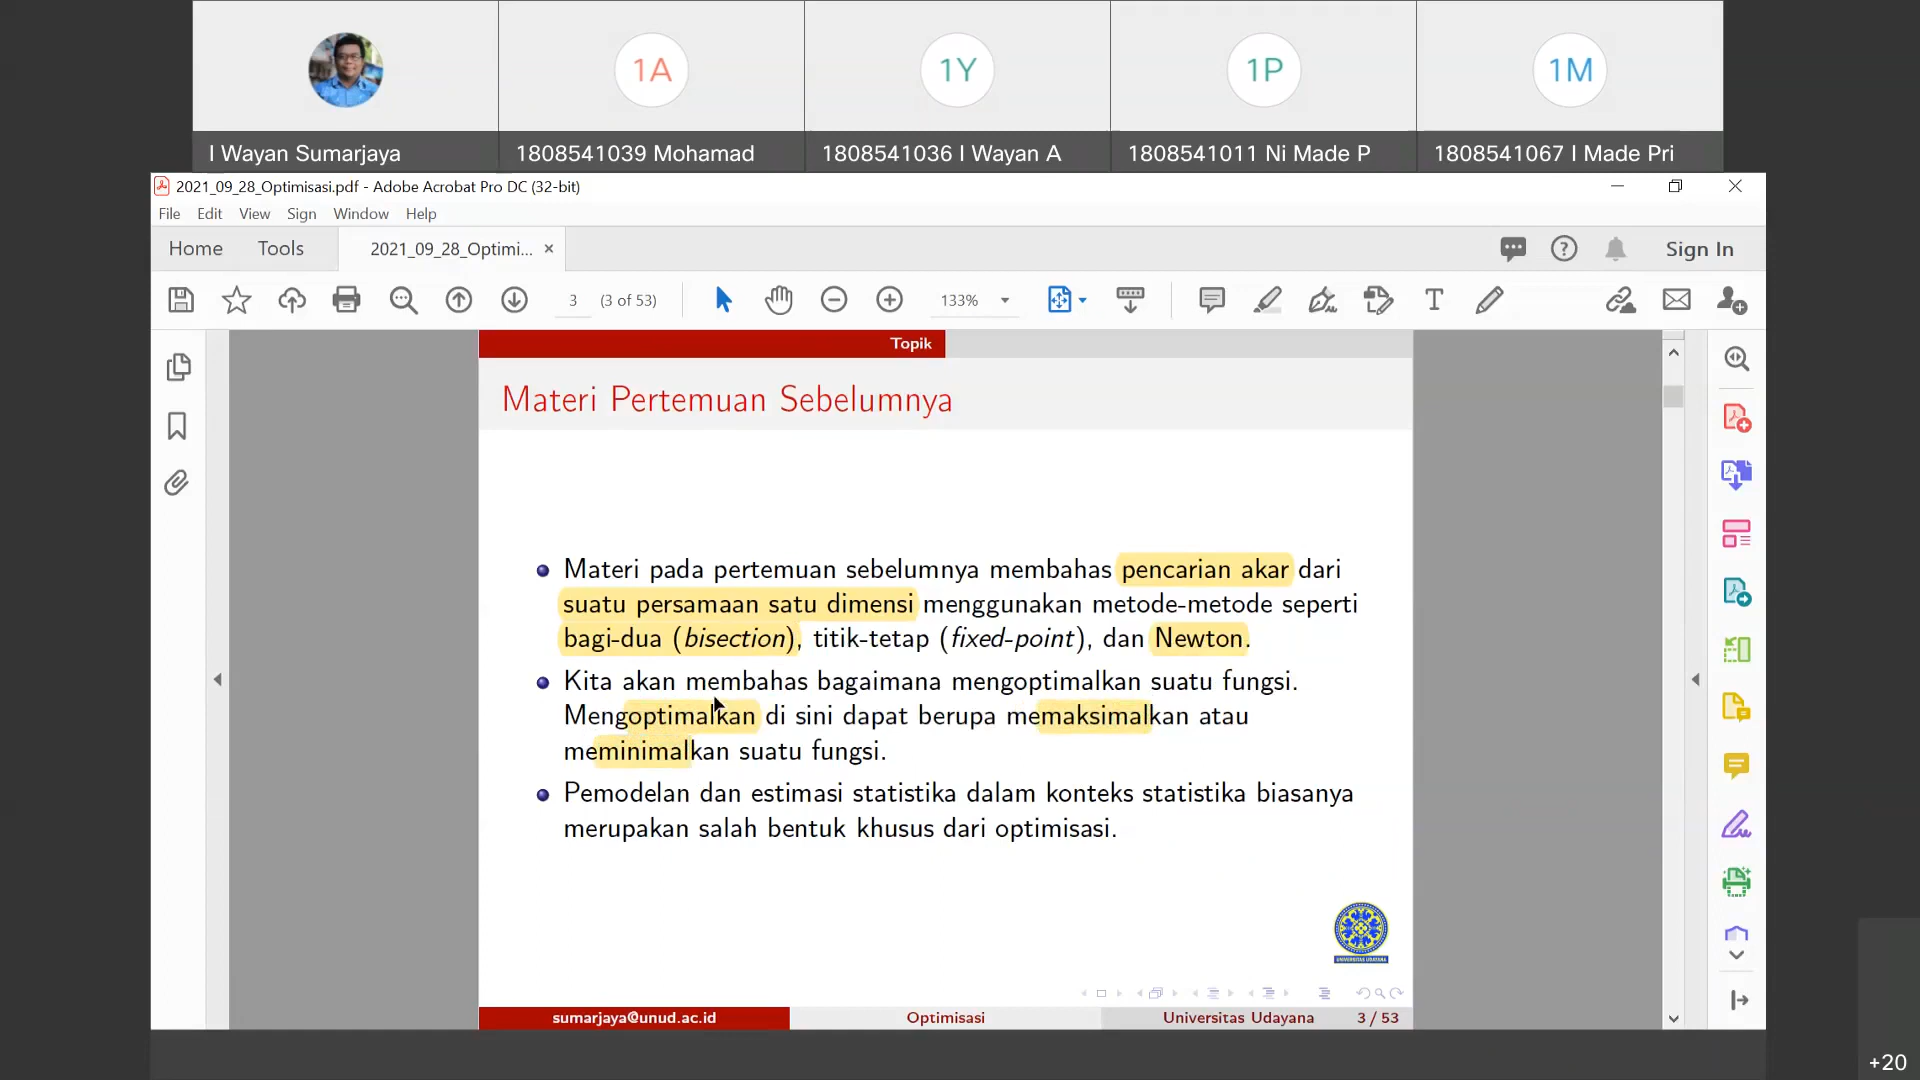 1A
1Y
1P
1M
I Wayan Sumarjaya
1808541039 Mohamad
1808541036 I Wayan A
1808541011 Ni Made P
1808541067 I Made Pri
2021_09_28_Optimisasi.pdf - Adobe Acrobat Pro DC (32-bit)
File Edit View Sign Window Help
Home Tools 2021_09_28_Optimi... × Sign In
3 (3 of 53) 133%
Topik
Materi Pertemuan Sebelumnya
Materi pada pertemuan sebelumnya membahas pencarian akar dari
suatu persamaan satu dimensi menggunakan metode-metode seperti
bagi-dua (bisection), titik-tetap (fixed-point), dan Newton.
Kita akan membahas bagaimana mengoptimalkan suatu fungsi.
Mengoptimalkan di sini dapat berupa memaksimalkan atau
meminimalkan suatu fungsi.
Pemodelan dan estimasi statistika dalam konteks statistika biasanya
merupakan salah bentuk khusus dari optimisasi.
UNIVERSITAS UDAYANA
sumarjaya@unud.ac.id Optimisasi Universitas Udayana 3 / 53
+20